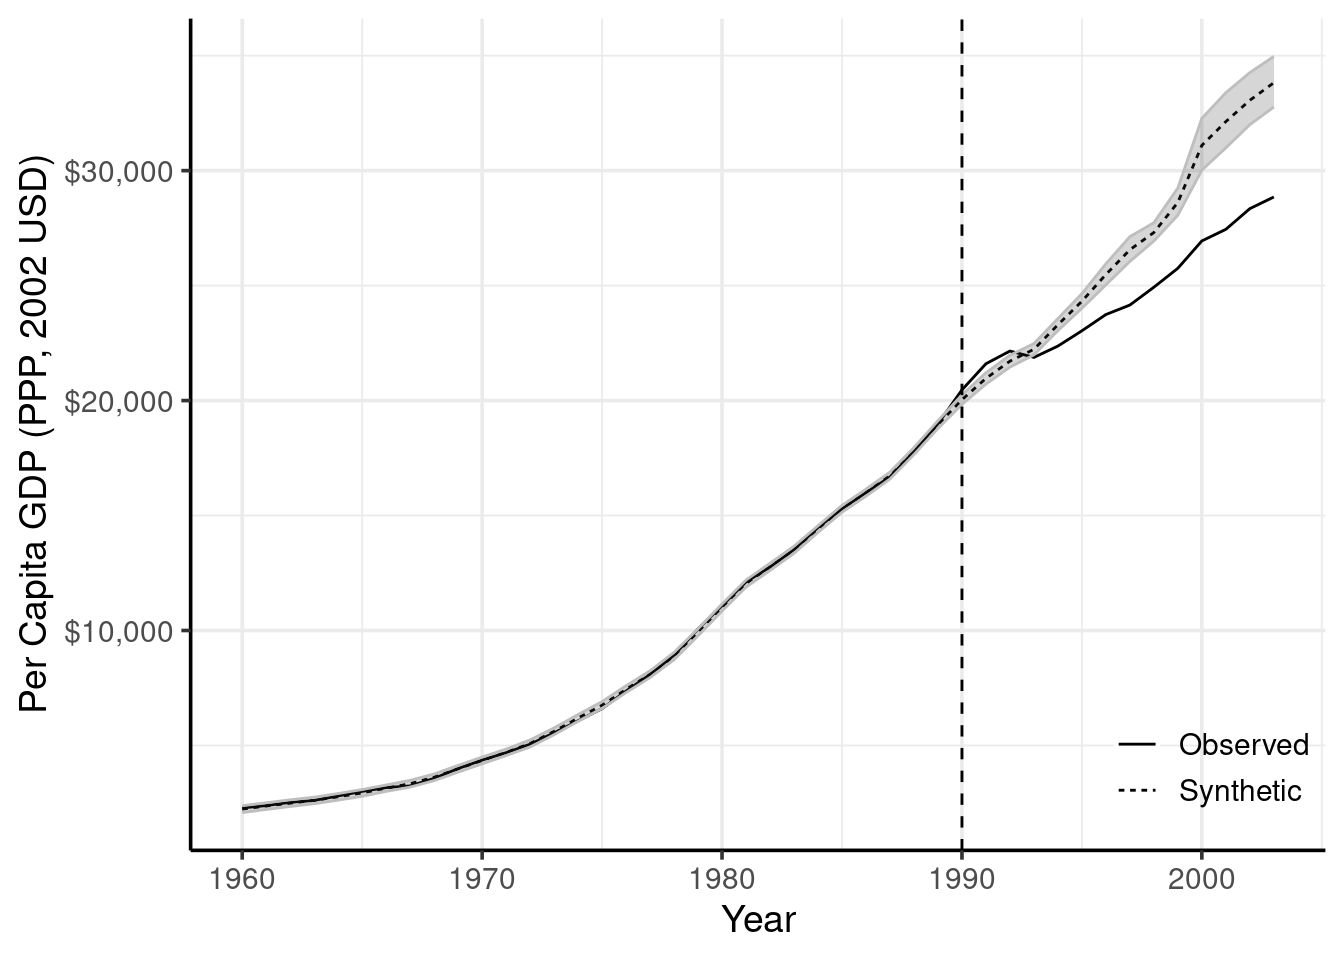 Per Capita GDP (PPP, 2002 USD)
$30,000
$20,000
$10,000
Observed
Synthetic
1960 1970 1980 1990 2000
Year